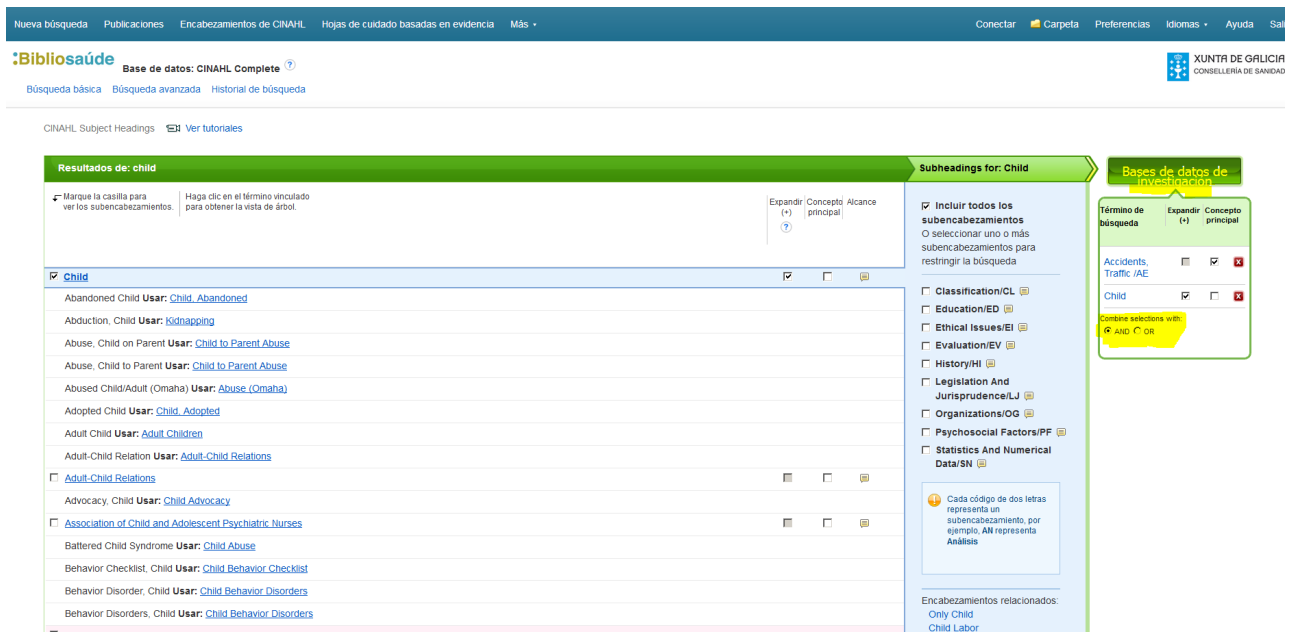 Nueva búsqueda Publicaciones Encabezamientos de CINAHL Hojas de cuidado basadas en evidencia Más
Conectar Carpeta Preferencias Idiomas Ayuda Sali
:Bibliosaúde
Base de datos: CINAHL Complete ?
XUNTA DE GALICIA
CONSELLERÍA DE SANIDAD
Búsqueda básica Búsqueda avanzada Historial de búsqueda
CINAHL Subject Headings Ver tutoriales
Resultados de: child
Marque la casilla para
ver los subencabezamientos.
Haga clic en el término vinculado
para obtener la vista de árbol.
Expandir
(+)
?
Concepto
principal
Alcance
Child
Abandoned Child Usar: Child, Abandoned
Abduction, Child Usar: Kidnapping
Abuse, Child on Parent Usar: Child to Parent Abuse
Abuse, Child to Parent Usar: Child to Parent Abuse
Abused Child/Adult (Omaha) Usar: Abuse (Omaha)
Adopted Child Usar: Child, Adopted
Adult Child Usar: Adult Children
Adult-Child Relation Usar: Adult-Child Relations
Adult-Child Relations
Advocacy, Child Usar: Child Advocacy
Association of Child and Adolescent Psychiatric Nurses
Battered Child Syndrome Usar: Child Abuse
Behavior Checklist, Child Usar: Child Behavior Checklist
Behavior Disorder, Child Usar: Child Behavior Disorders
Behavior Disorders, Child Usar: Child Behavior Disorders
Subheadings for: Child
Incluir todos los
subencabezamientos
O seleccionar uno o más
subencabezamientos para
restringir la búsqueda
Classification/CL
Education/ED
Ethical Issues/EI
Evaluation/EV
History/HI
Legislation And
Jurisprudence/LJ
Organizations/OG
Psychosocial Factors/PF
Statistics And Numerical
Data/SN
Cada código de dos letras
representa un
subencabezamiento, por
ejemplo, AN representa
Análisis
Encabezamientos relacionados:
Only Child
Child Labor
Bases de datos de
investigación
Término de
búsqueda
Expandir
(+)
Concepto
principal
Accidents,
Traffic /AE
Child
Combine selections with:
AND OR